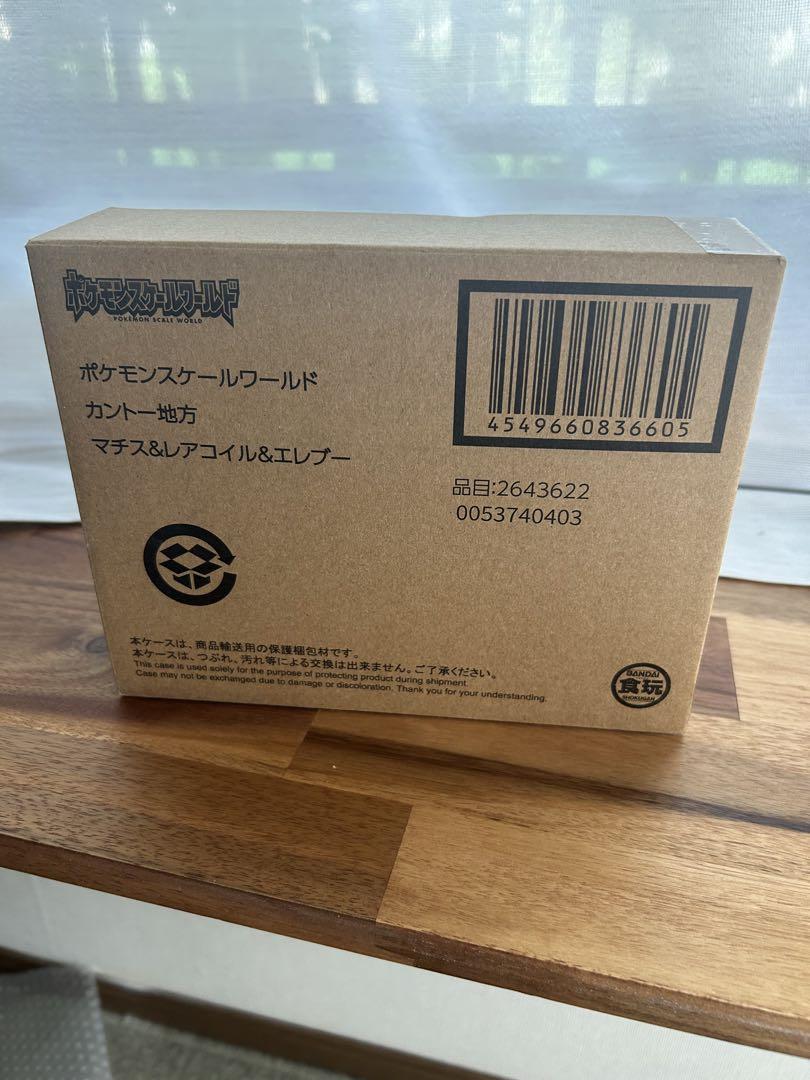 ポケモンスケールワールド
POKÉMON SCALE WORLD
ポケモンスケールワールド
カントー地方
マチス&レアコイル&エレブー
4549660836605
品目:2643622
0053740403
本ケースは、商品輸送用の保護梱包材です。
本ケースは、つぶれ、汚れ等による交換は出来ません。ご了承ください。
This case is used solely for the purpose of protecting product during shipment.
Case may not be exchanged due to damage or discoloration. Thank you for your understanding.
BANDAI
食玩
SHOKUGAN